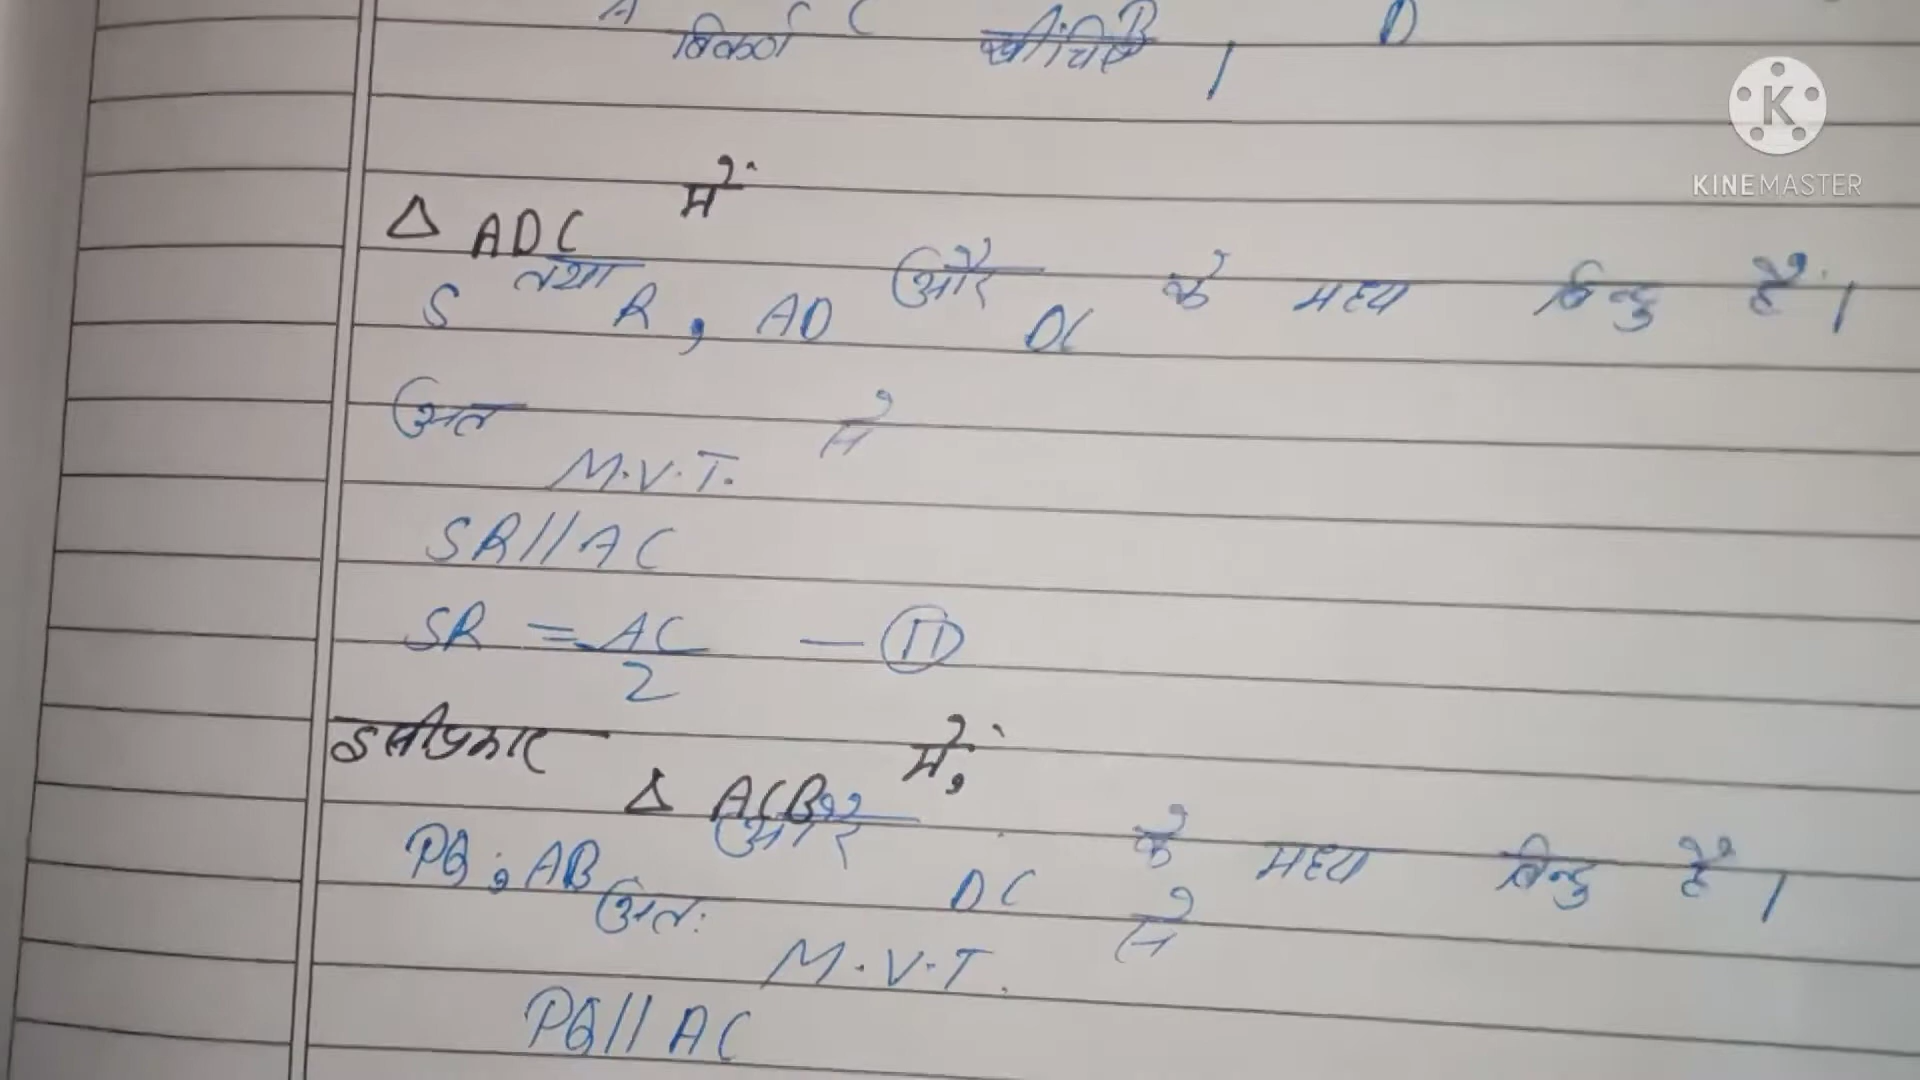 विकर्ण खींचिए ।
K
KINEMASTER
Δ ADC में
S तथा R, AD और DC के मध्य बिन्दु हैं ।
अत M.V.T. से
SR // AC
SR = AC/2 — II
इसीप्रकार Δ ACB में,
PQ ; AB और DC के मध्य बिन्दु हैं ।
अतः M.V.T. से
PQ // AC